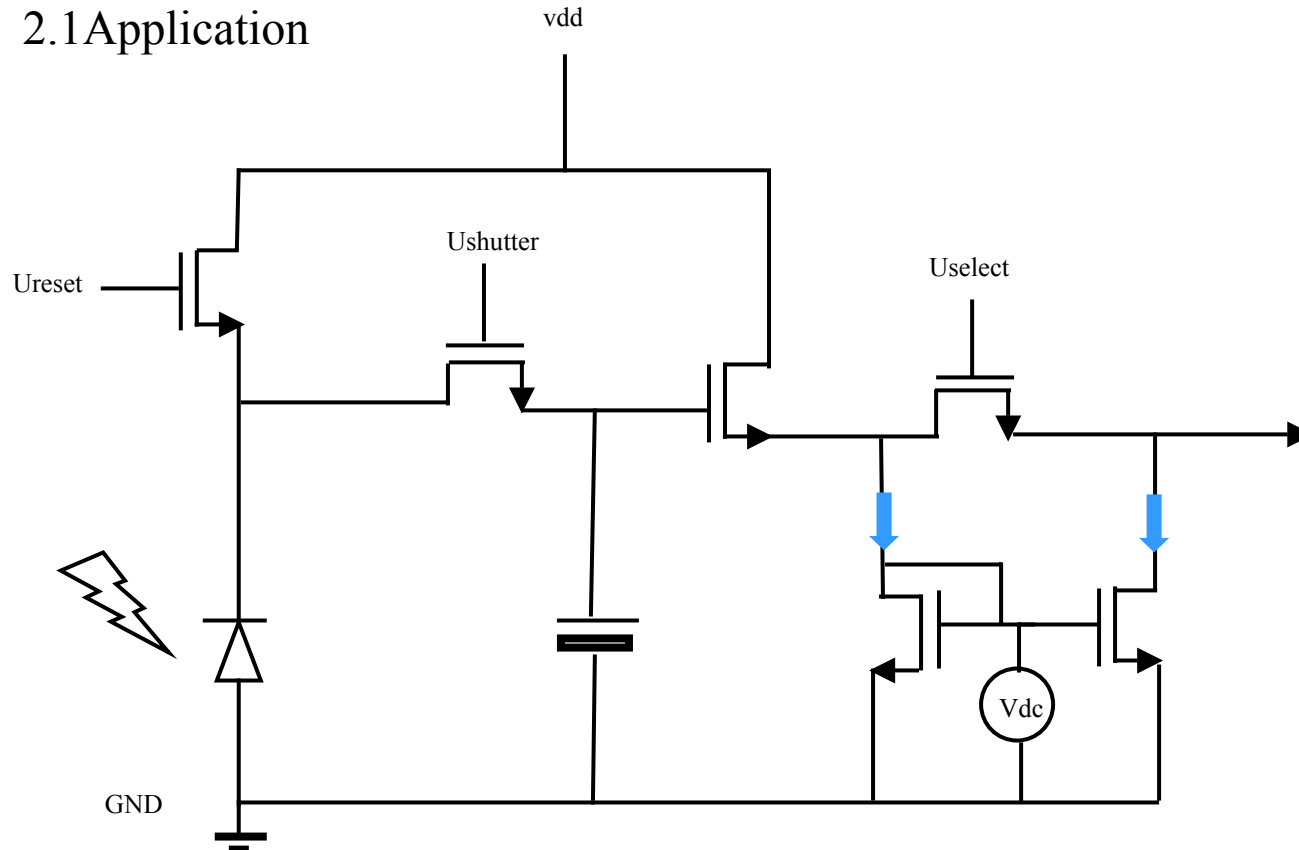 2.1Application
vdd
Ushutter
Uselect
Ureset
Vdc
GND